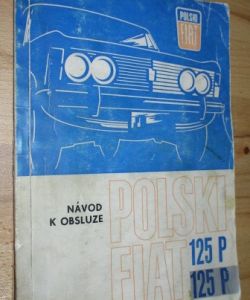 POLSKI
FIAT
NÁVOD
K OBSLUZE
POLSKI
FIAT
125 P
125 P